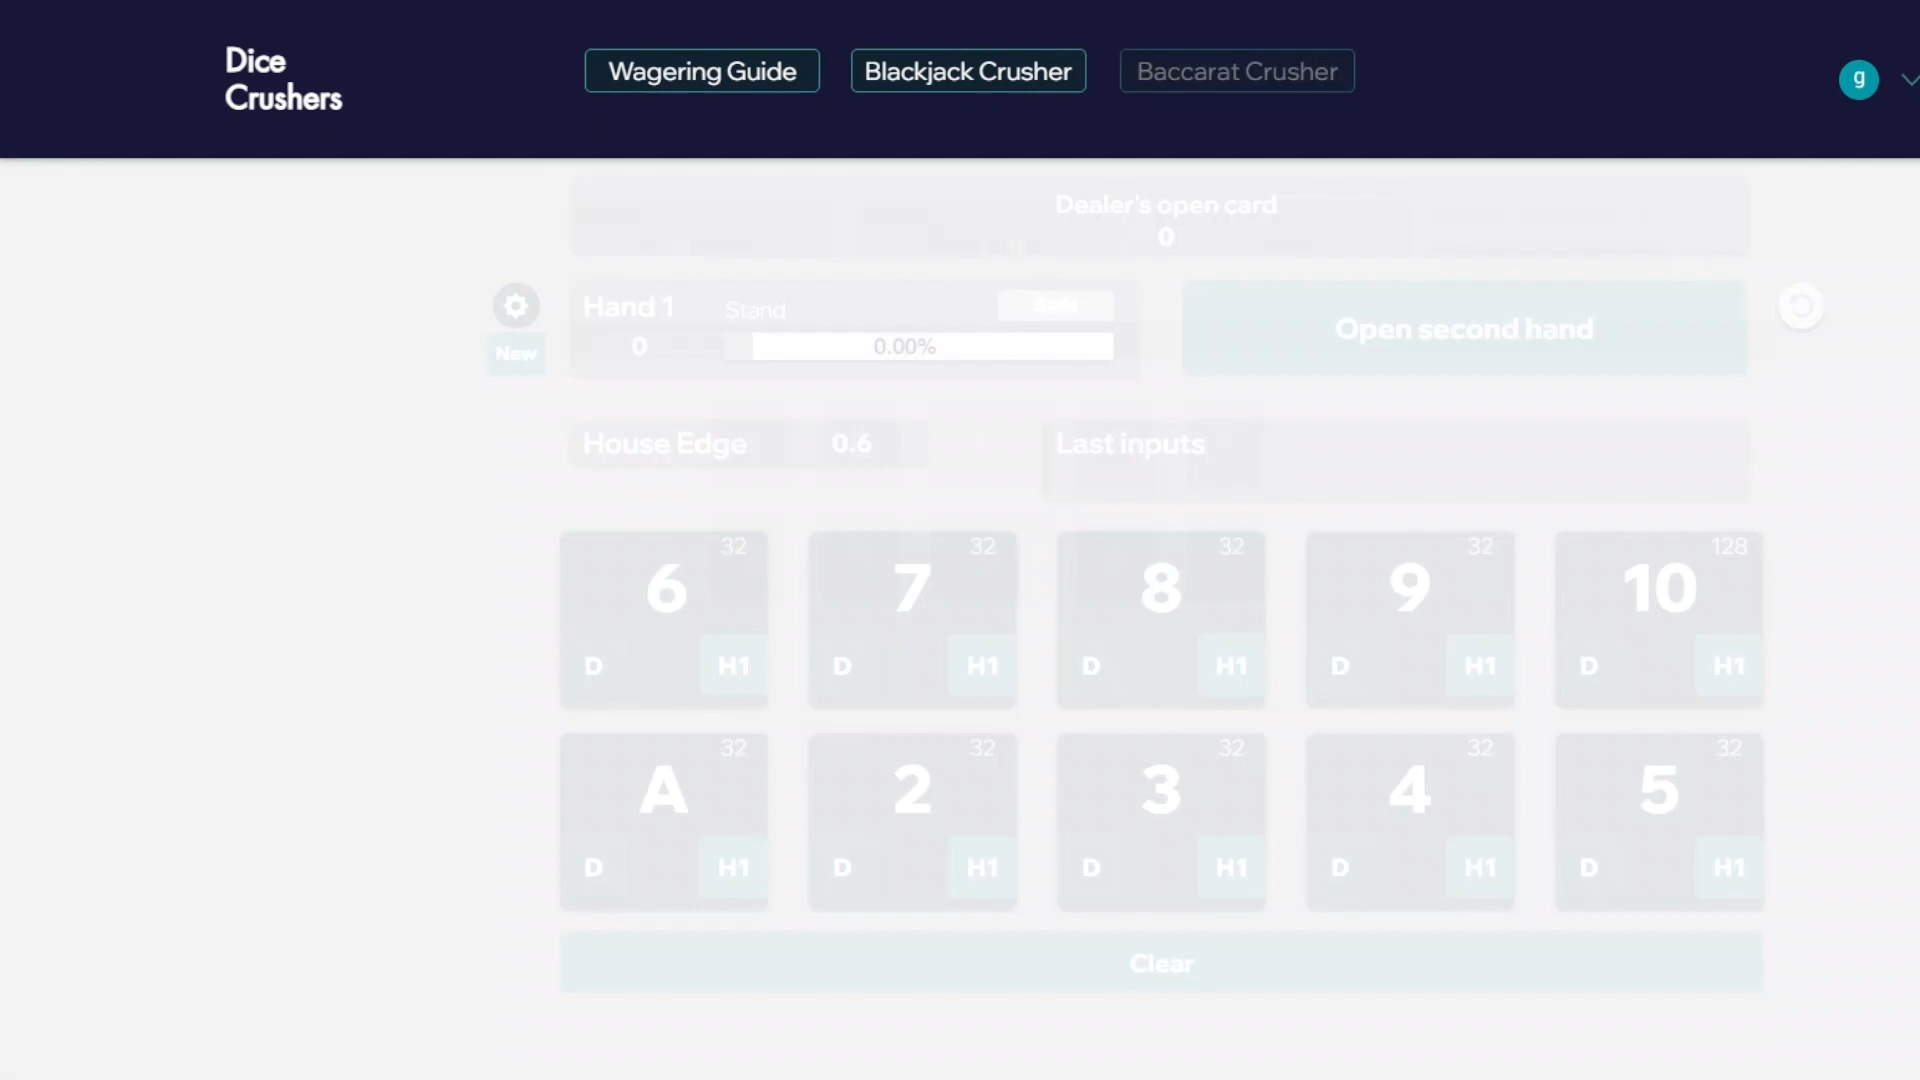 Dice
Crushers
Wagering Guide
Blackjack Crusher
Baccarat Crusher
g
Dealer's open card
0
Hand 1
Stand
0
0.00%
New
Open second hand
House Edge
0.6
Last inputs
32
32
32
32
128
6
7
8
9
10
D
H1
D
H1
D
H1
D
H1
D
H1
32
32
32
32
32
A
2
3
4
5
D
H1
D
H1
D
H1
D
H1
D
H1
Clear